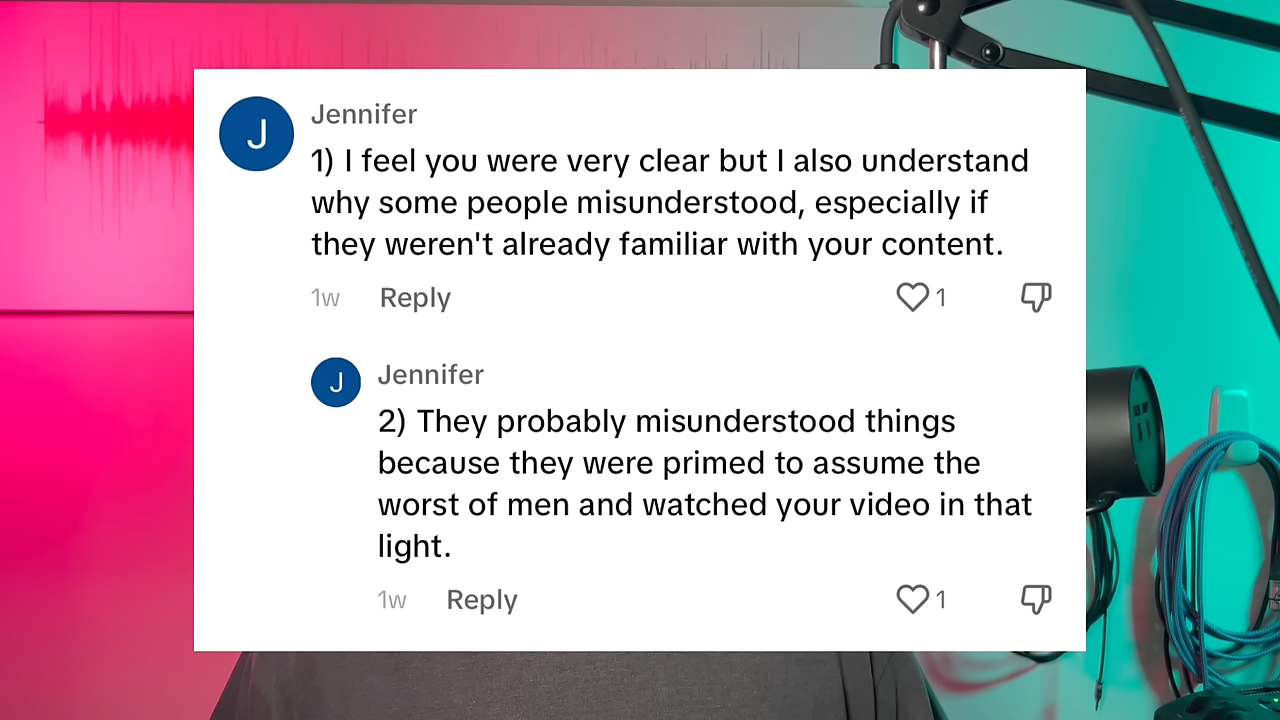 J
Jennifer
1) I feel you were very clear but I also understand
why some people misunderstood, especially if
they weren't already familiar with your content.
1w Reply 1
J
Jennifer
2) They probably misunderstood things
because they were primed to assume the
worst of men and watched your video in that
light.
1w Reply 1